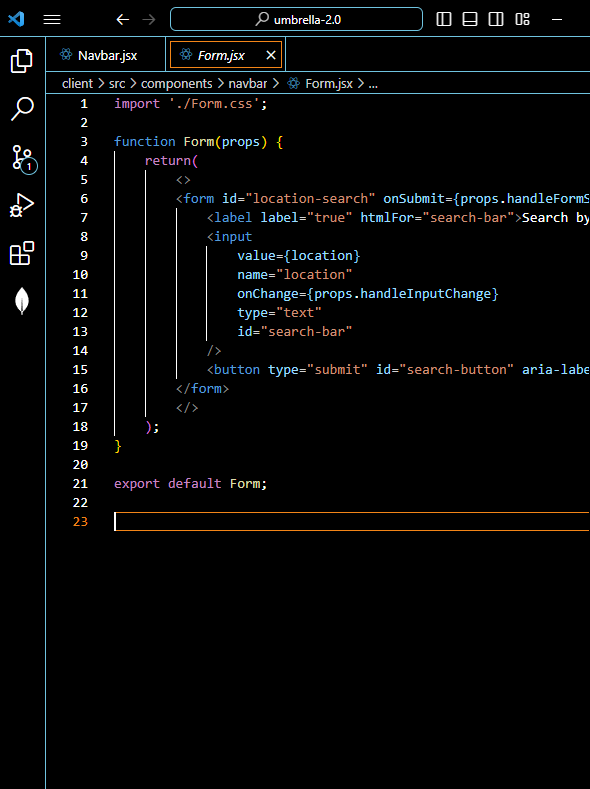 umbrella-2.0
Navbar.jsx
Form.jsx
client > src > components > navbar > Form.jsx > ...
1
1 import './Form.css';
2
3 function Form(props) {
4 return(
5 <>
6 <form id="location-search" onSubmit={props.handleFormS
7 <label label="true" htmlFor="search-bar">Search by
8 <input
9 value={location}
10 name="location"
11 onChange={props.handleInputChange}
12 type="text"
13 id="search-bar"
14 />
15 <button type="submit" id="search-button" aria-labe
16 </form>
17 </>
18 );
19 }
20
21 export default Form;
22
23